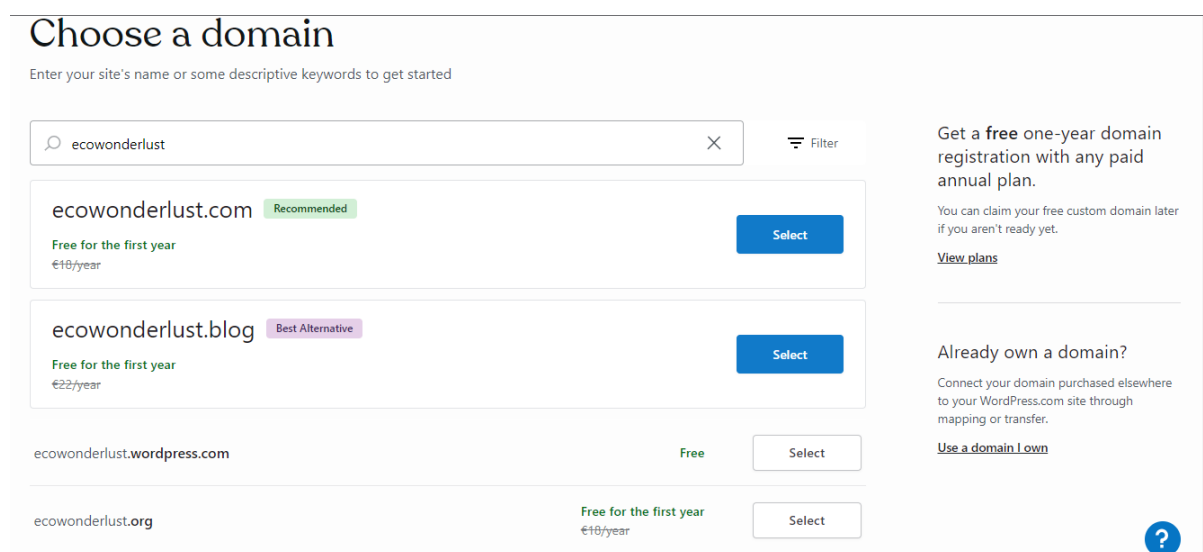 Choose a domain
Enter your site's name or some descriptive keywords to get started
ecowonderlust
Filter
ecowonderlust.com Recommended
Free for the first year
€18/year
Select
ecowonderlust.blog Best Alternative
Free for the first year
€22/year
Select
ecowonderlust.wordpress.com Free Select
ecowonderlust.org
Free for the first year
€18/year
Select
Get a free one-year domain
registration with any paid
annual plan.
You can claim your free custom domain later
if you aren't ready yet.
View plans
Already own a domain?
Connect your domain purchased elsewhere
to your WordPress.com site through
mapping or transfer.
Use a domain I own
?